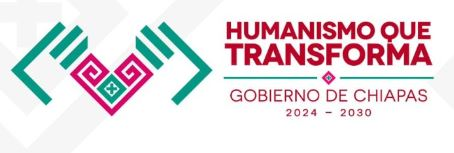 HUMANISMO QUE
TRANSFORMA
GOBIERNO DE CHIAPAS
2024 – 2030